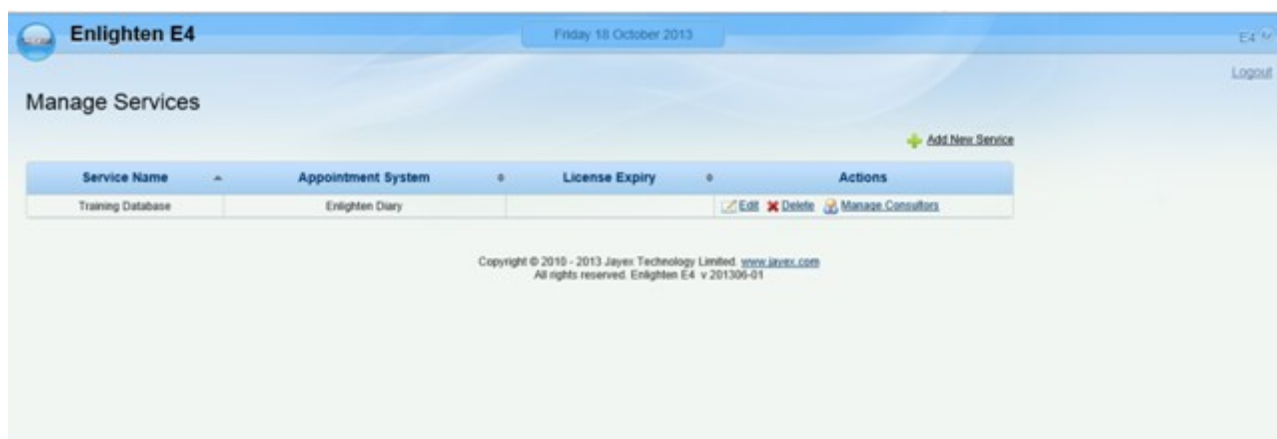 Enlighten E4
Friday 18 October 2013
E4
Logout
Manage Services
Add New Service
Service Name Appointment System License Expiry Actions
Training Database Enlighten Diary Edit Delete Manage Consultors
Copyright © 2010 - 2013 Jayex Technology Limited. www.jayex.com
All rights reserved. Enlighten E4 v 201306-01